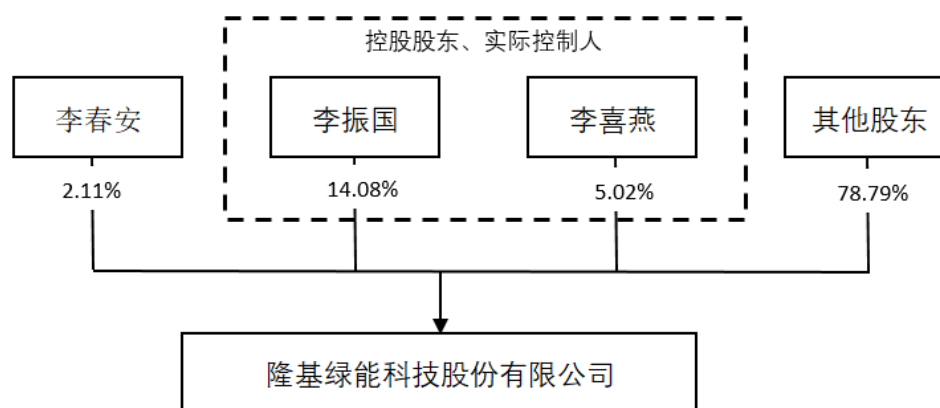 控股股东、实际控制人
李春安
李振国
李喜燕
其他股东
2.11%
14.08%
5.02%
78.79%
隆基绿能科技股份有限公司